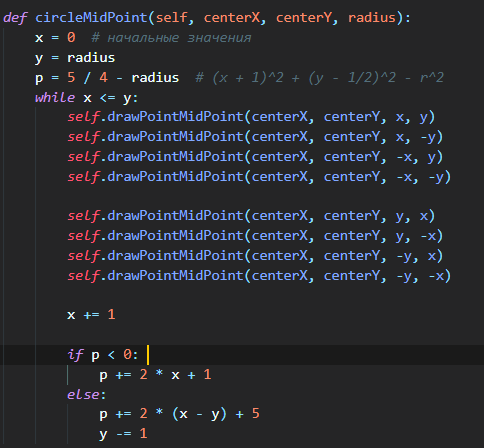 def circleMidPoint(self, centerX, centerY, radius):
    x = 0  # начальные значения
    y = radius
    p = 5 / 4 - radius  # (x + 1)^2 + (y - 1/2)^2 - r^2
    while x <= y:
        self.drawPointMidPoint(centerX, centerY, x, y)
        self.drawPointMidPoint(centerX, centerY, x, -y)
        self.drawPointMidPoint(centerX, centerY, -x, y)
        self.drawPointMidPoint(centerX, centerY, -x, -y)

        self.drawPointMidPoint(centerX, centerY, y, x)
        self.drawPointMidPoint(centerX, centerY, y, -x)
        self.drawPointMidPoint(centerX, centerY, -y, x)
        self.drawPointMidPoint(centerX, centerY, -y, -x)

        x += 1

        if p < 0:
            p += 2 * x + 1
        else:
            p += 2 * (x - y) + 5
            y -= 1